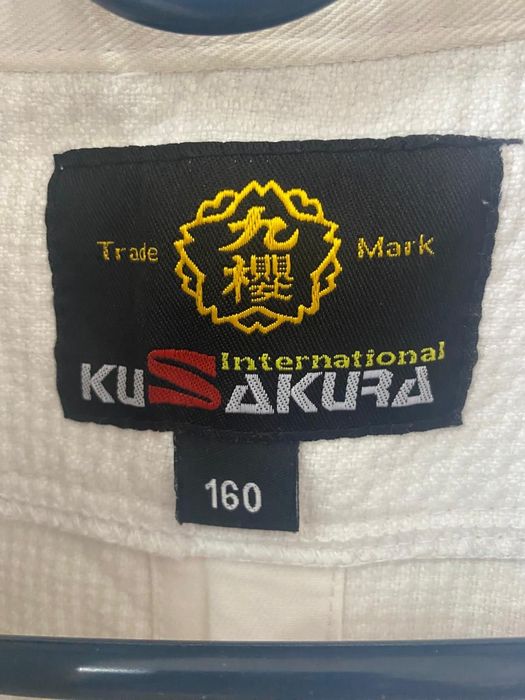 九櫻
Trade Mark
International
KUSAKURA
160